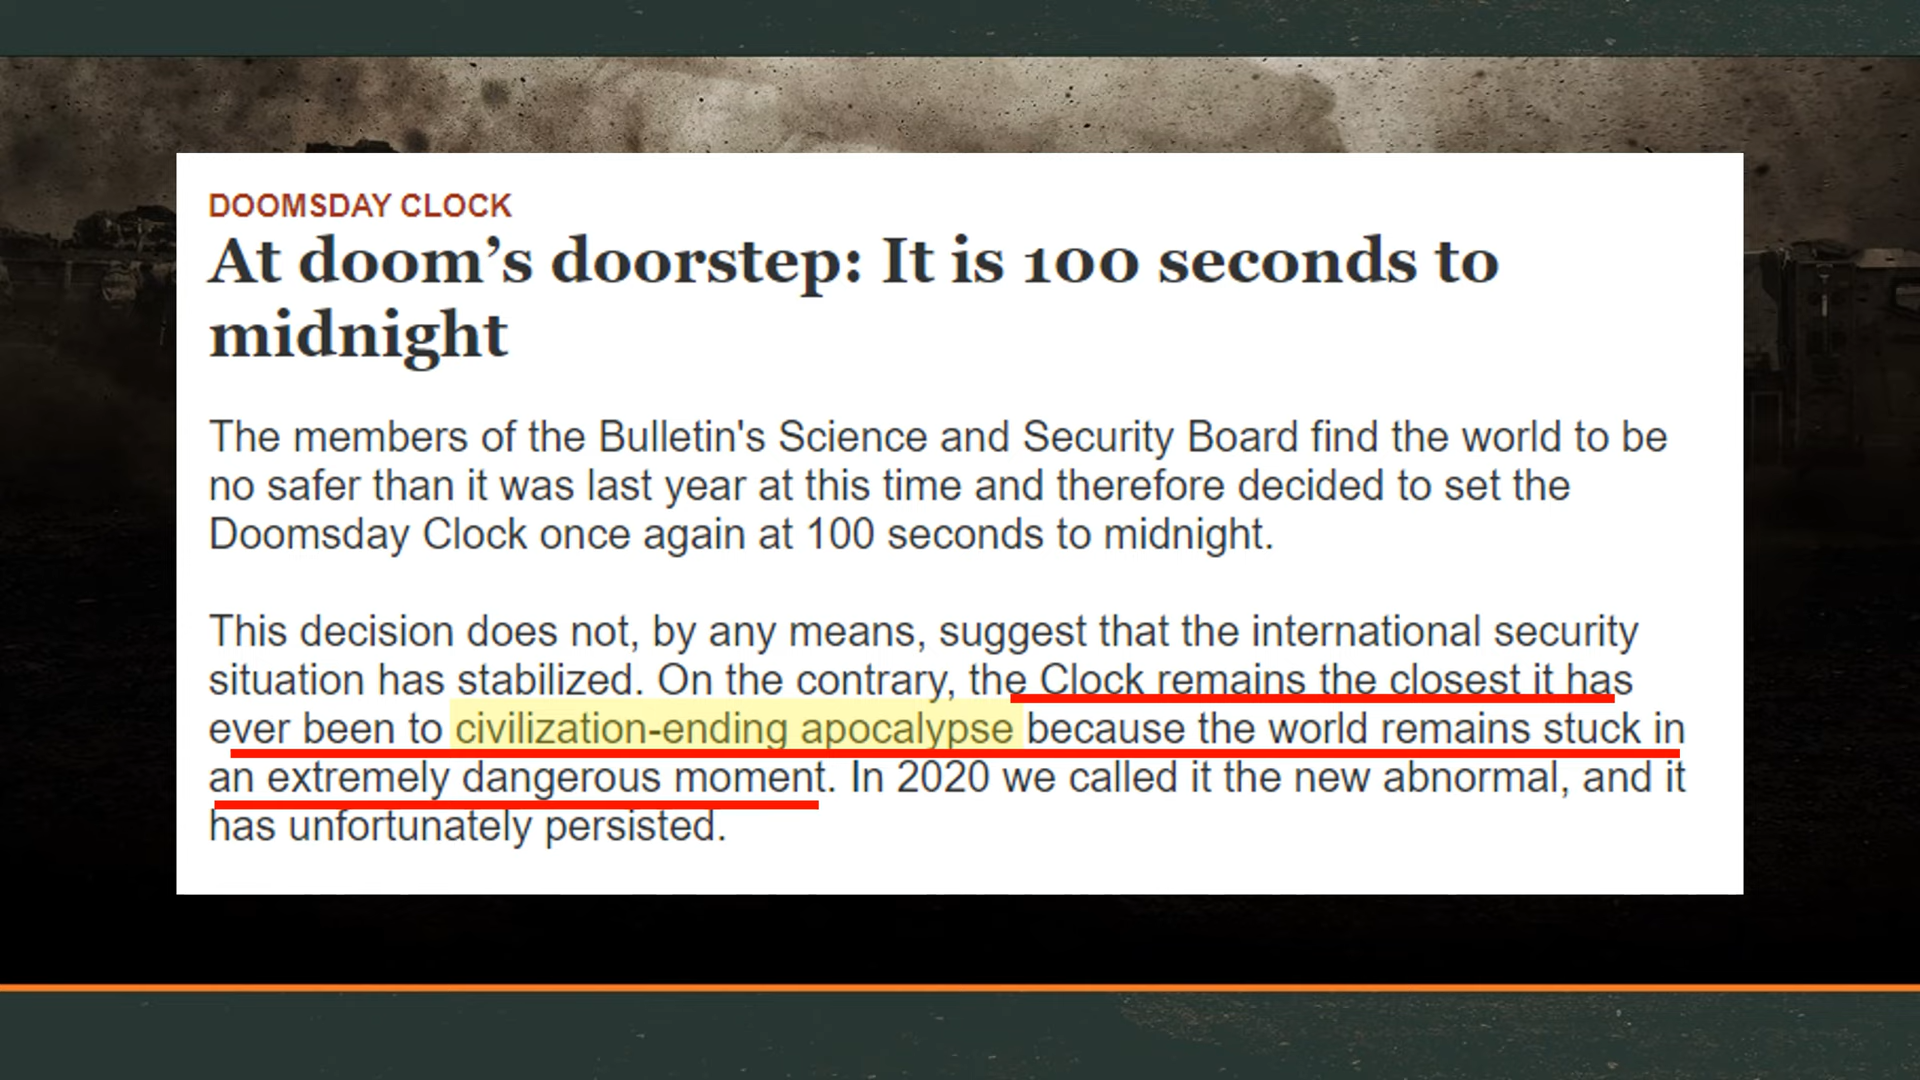 DOOMSDAY CLOCK
At doom’s doorstep: It is 100 seconds to
midnight
The members of the Bulletin's Science and Security Board find the world to be
no safer than it was last year at this time and therefore decided to set the
Doomsday Clock once again at 100 seconds to midnight.
This decision does not, by any means, suggest that the international security
situation has stabilized. On the contrary, the Clock remains the closest it has
ever been to civilization-ending apocalypse because the world remains stuck in
an extremely dangerous moment. In 2020 we called it the new abnormal, and it
has unfortunately persisted.